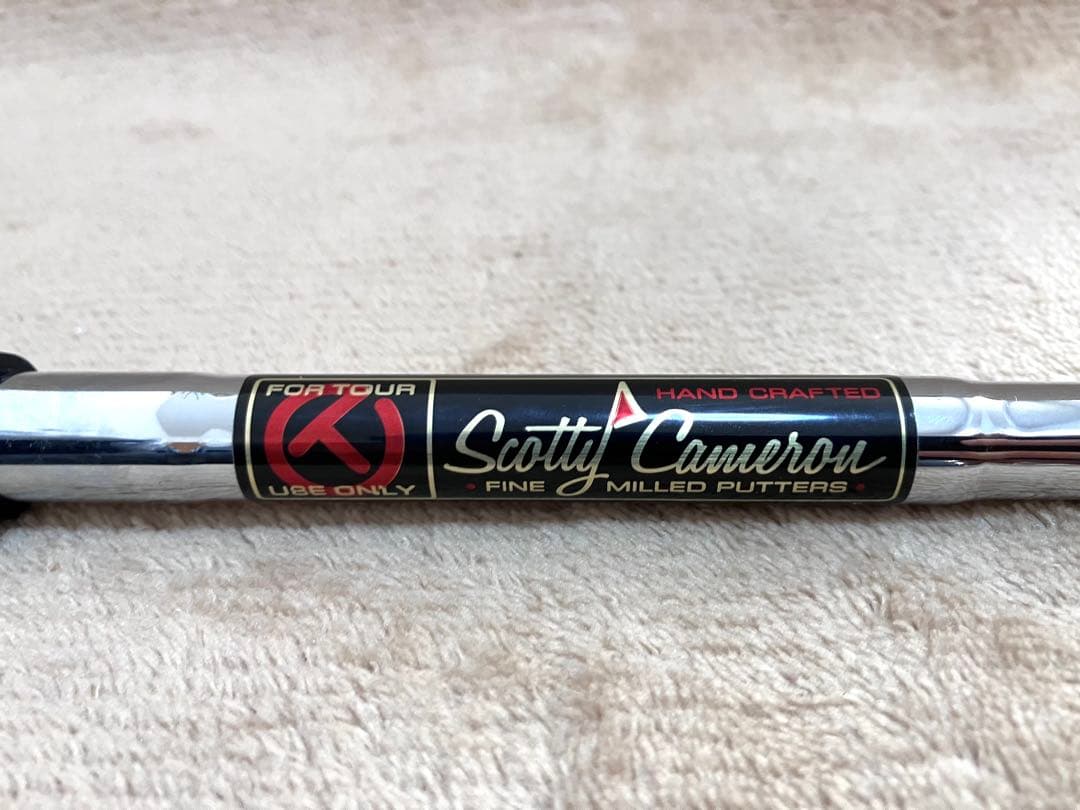 FOR TOUR
USE ONLY
HAND CRAFTED
Scotty Cameron
• FINE MILLED PUTTERS •